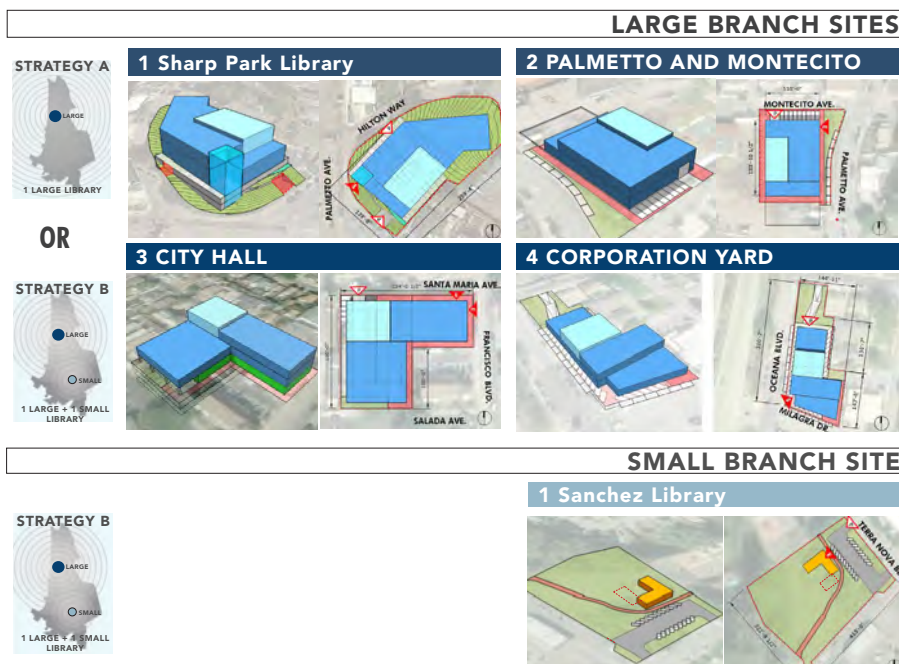 LARGE BRANCH SITES
STRATEGY A
LARGE
1 LARGE LIBRARY
OR
STRATEGY B
LARGE
SMALL
1 LARGE + 1 SMALL
LIBRARY
1 Sharp Park Library
HILTON WAY
PALMETTO AVE.
2 PALMETTO AND MONTECITO
MONTECITO AVE.
PALMETTO AVE.
3 CITY HALL
SANTA MARIA AVE.
FRANCISCO BLVD.
SALADA AVE.
4 CORPORATION YARD
OCEANA BLVD.
MILAGRA DR
SMALL BRANCH SITE
STRATEGY B
LARGE
SMALL
1 LARGE + 1 SMALL
LIBRARY
1 Sanchez Library
TERRA NOVA